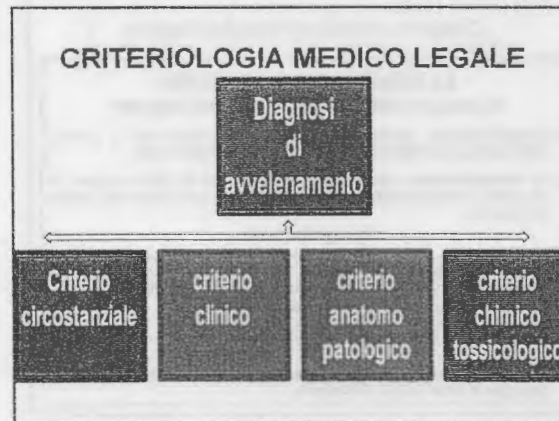 CRITERIOLOGIA MEDICO LEGALE
Diagnosi
di
avvelenamento
Criterio
circostanziale
criterio
clinico
criterio
anatomo
patologico
criterio
chimico
tossicologico